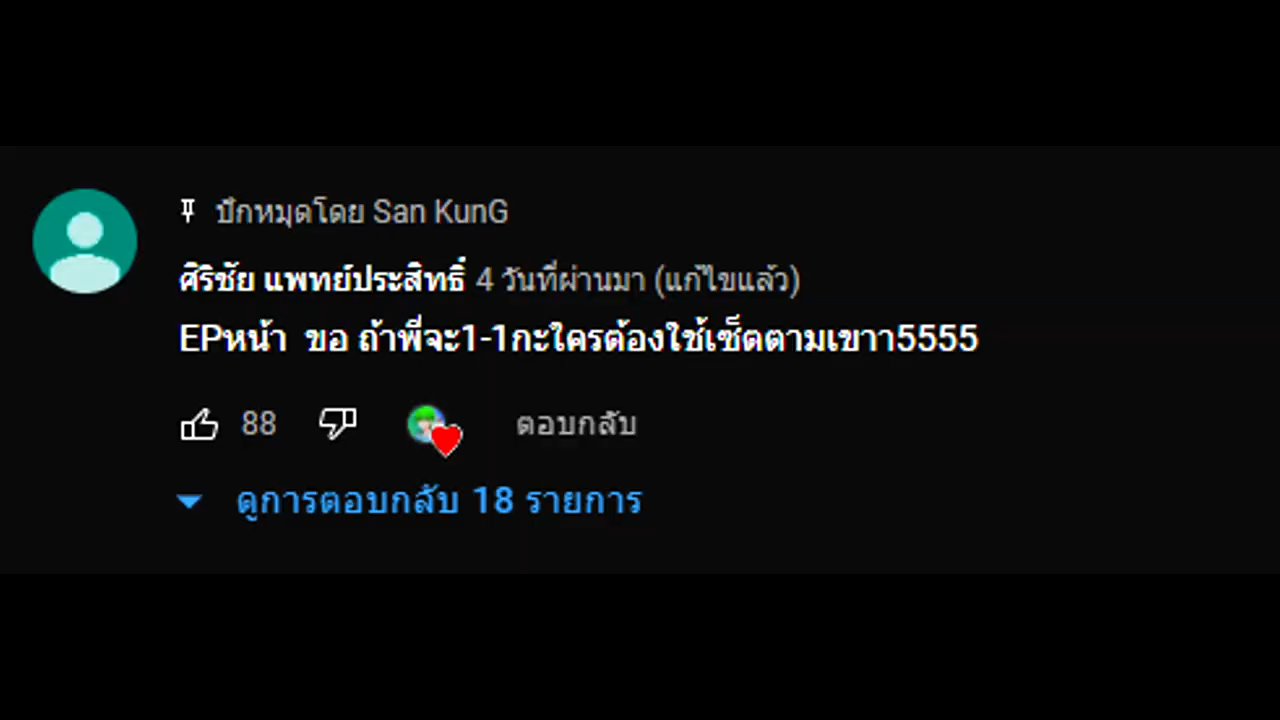 ปักหมุดโดย San KunG
ศิริชัย แพทย์ประสิทธิ์ 4 วันที่ผ่านมา (แก้ไขแล้ว)
EPหน้า ขอ ถ้าพี่จะ1-1กะใครต้องใช้เซ็ตตามเขาา5555
88 ตอบกลับ
ดูการตอบกลับ 18 รายการ